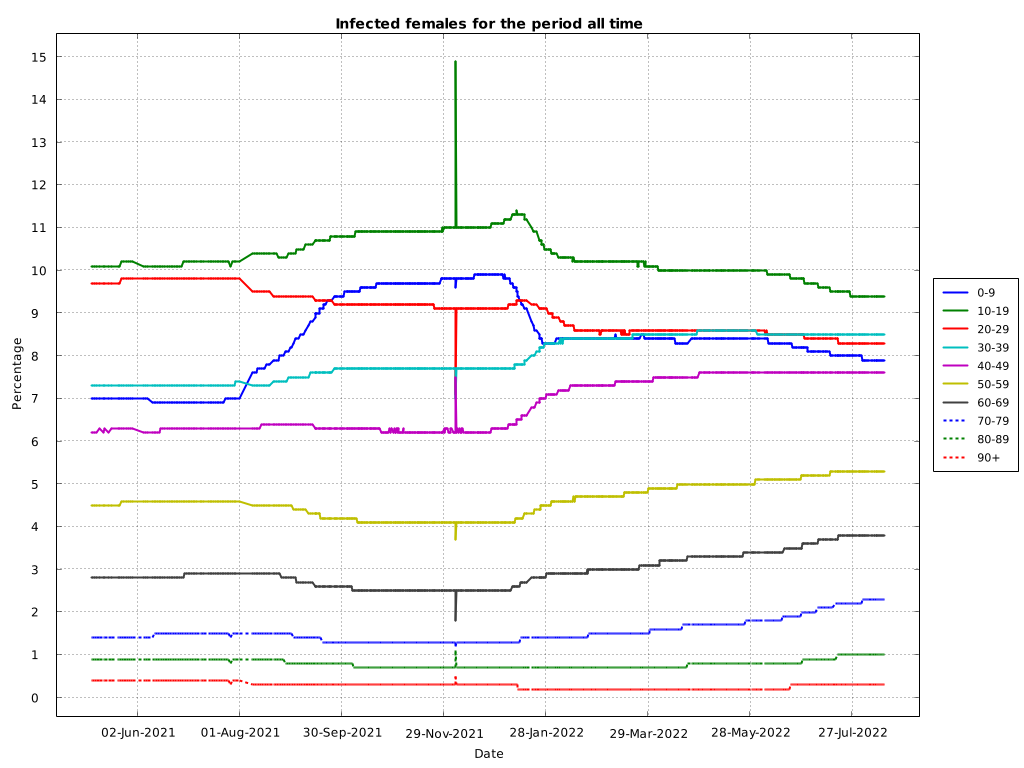 Infected females for the period all time
Percentage
15
14
13
12
11
10
9
8
7
6
5
4
3
2
1
0
02-Jun-2021
01-Aug-2021
30-Sep-2021
29-Nov-2021
28-Jan-2022
29-Mar-2022
28-May-2022
27-Jul-2022
Date
0-9
10-19
20-29
30-39
40-49
50-59
60-69
70-79
80-89
90+